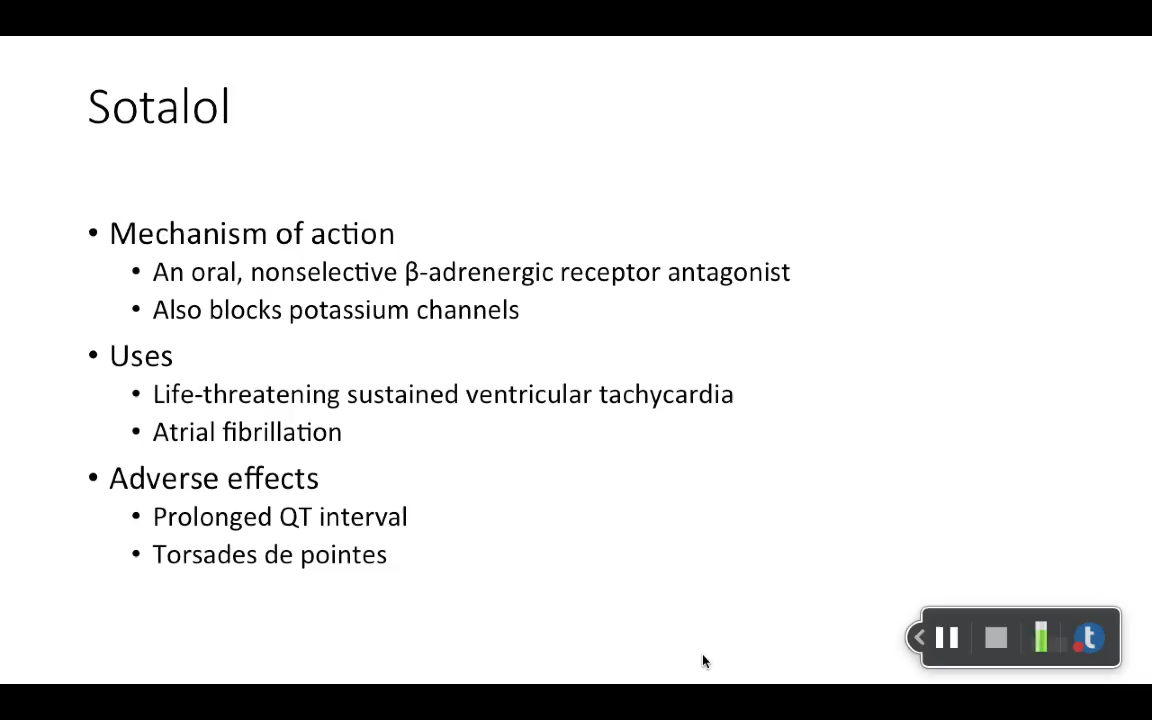 Sotalol
• Mechanism of action
• An oral, nonselective β-adrenergic receptor antagonist
• Also blocks potassium channels
• Uses
• Life-threatening sustained ventricular tachycardia
• Atrial fibrillation
• Adverse effects
• Prolonged QT interval
• Torsades de pointes
t